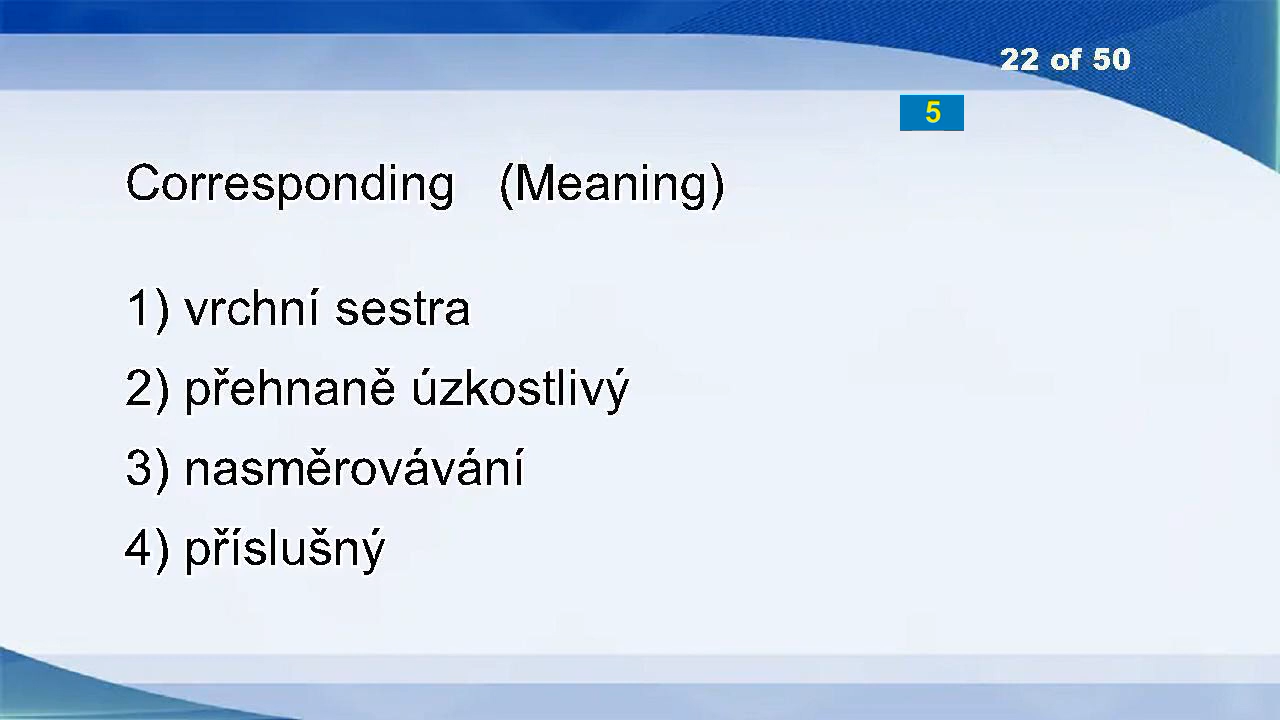 22 of 50
5
Corresponding (Meaning)
1) vrchní sestra
2) přehnaně úzkostlivý
3) nasměrovávání
4) příslušný